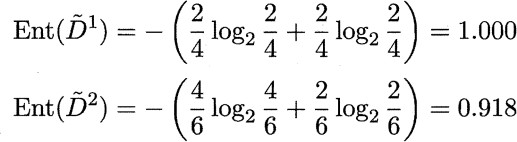 Ent(D̃¹) = −(2/4 log₂ 2/4 + 2/4 log₂ 2/4) = 1.000
Ent(D̃²) = −(4/6 log₂ 4/6 + 2/6 log₂ 2/6) = 0.918